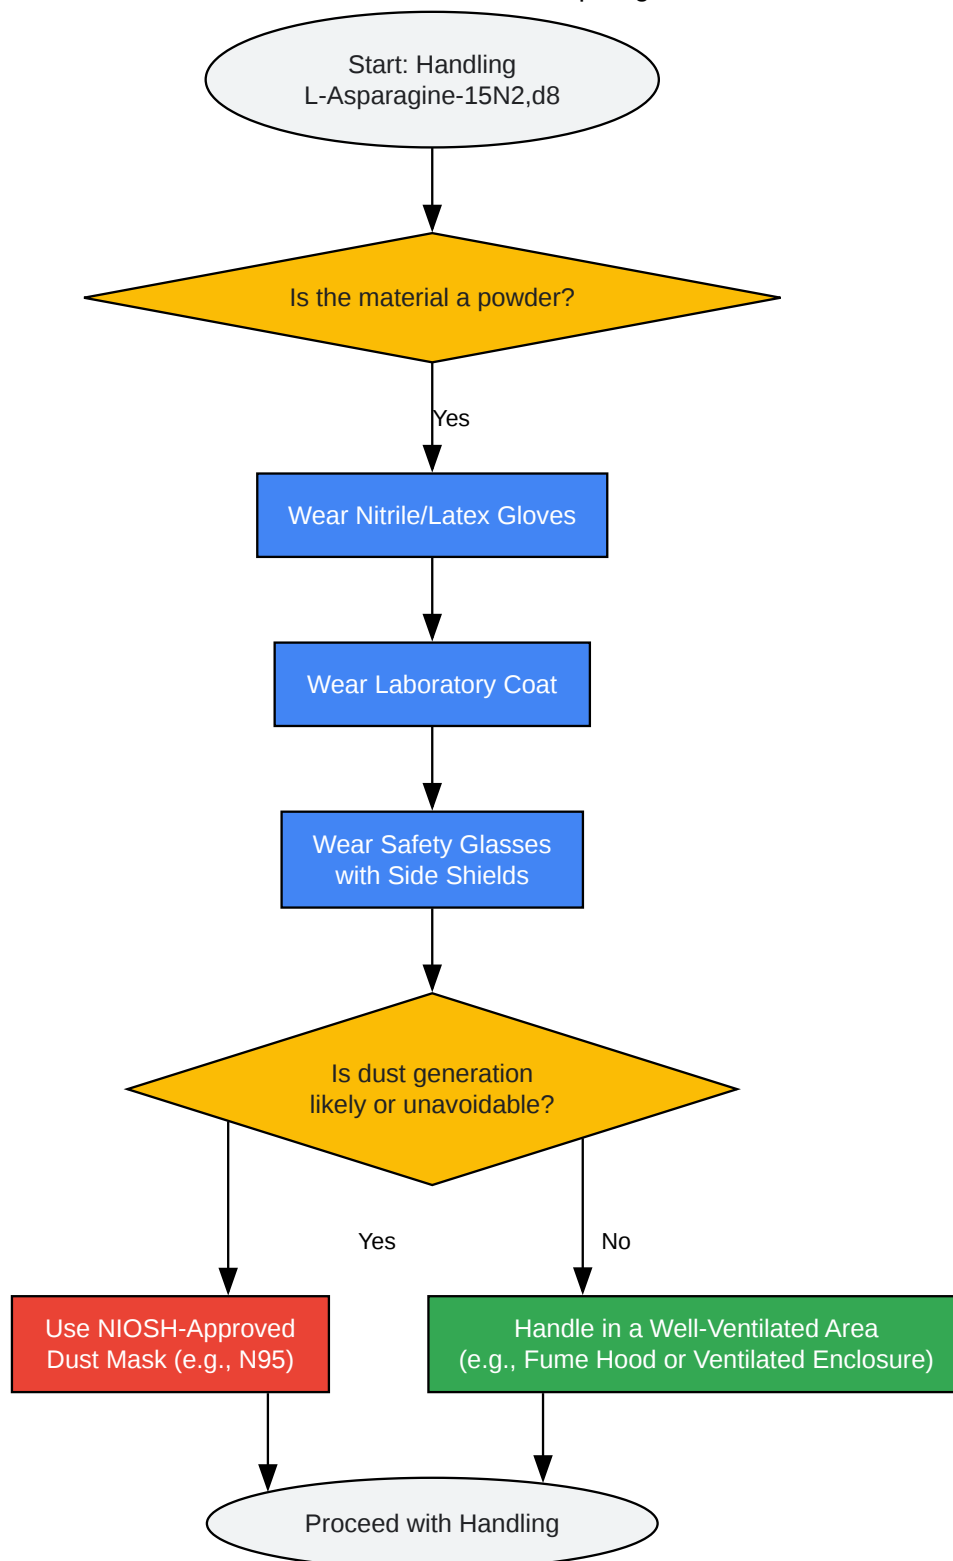 Start: Handling
L-Asparagine-15N2,d8
Is the material a powder?
Yes
Wear Nitrile/Latex Gloves
Wear Laboratory Coat
Wear Safety Glasses
with Side Shields
Is dust generation
likely or unavoidable?
Yes
No
Use NIOSH-Approved
Dust Mask (e.g., N95)
Handle in a Well-Ventilated Area
(e.g., Fume Hood or Ventilated Enclosure)
Proceed with Handling